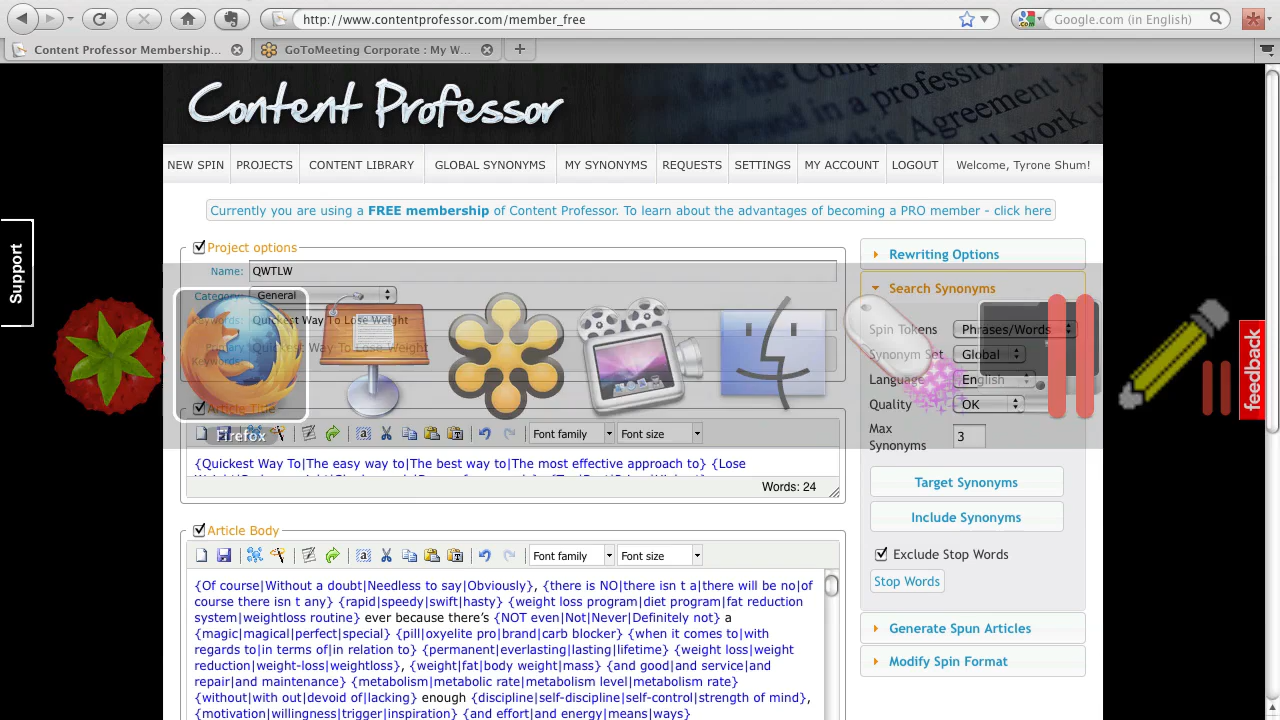 http://www.contentprofessor.com/member_free
Google.com (in English)
Content Professor Membership...
GoToMeeting Corporate : My W...
Content Professor
NEW SPIN PROJECTS CONTENT LIBRARY GLOBAL SYNONYMS MY SYNONYMS REQUESTS SETTINGS MY ACCOUNT LOGOUT Welcome, Tyrone Shum!
Currently you are using a FREE membership of Content Professor. To learn about the advantages of becoming a PRO member - click here
Support
feedback
Project options
Name: QWTLW
Category: General
Keywords: Quickest Way To Lose Weight
Primary Keywords: Quickest Way To Lose Weight
Article Title
Firefox
Font family Font size
{Quickest Way To|The easy way to|The best way to|The most effective approach to} {Lose
Words: 24
Article Body
Font family Font size
{Of course|Without a doubt|Needless to say|Obviously}, {there is NO|there isn t a|there will be no|of
course there isn t any} {rapid|speedy|swift|hasty} {weight loss program|diet program|fat reduction
system|weightloss routine} ever because there’s {NOT even|Not|Never|Definitely not} a
{magic|magical|perfect|special} {pill|oxyelite pro|brand|carb blocker} {when it comes to|with
regards to|in terms of|in relation to} {permanent|everlasting|lasting|lifetime} {weight loss|weight
reduction|weight-loss|weightloss}, {weight|fat|body weight|mass} {and good|and service|and
repair|and maintenance} {metabolism|metabolic rate|metabolism level|metabolism rate}
{without|with out|devoid of|lacking} enough {discipline|self-discipline|self-control|strength of mind},
{motivation|willingness|trigger|inspiration} {and effort|and energy|means|ways}
Rewriting Options
Search Synonyms
Spin Tokens Phrases/Words
Synonym Set Global
Language English
Quality OK
Max Synonyms 3
Target Synonyms
Include Synonyms
Exclude Stop Words
Stop Words
Generate Spun Articles
Modify Spin Format